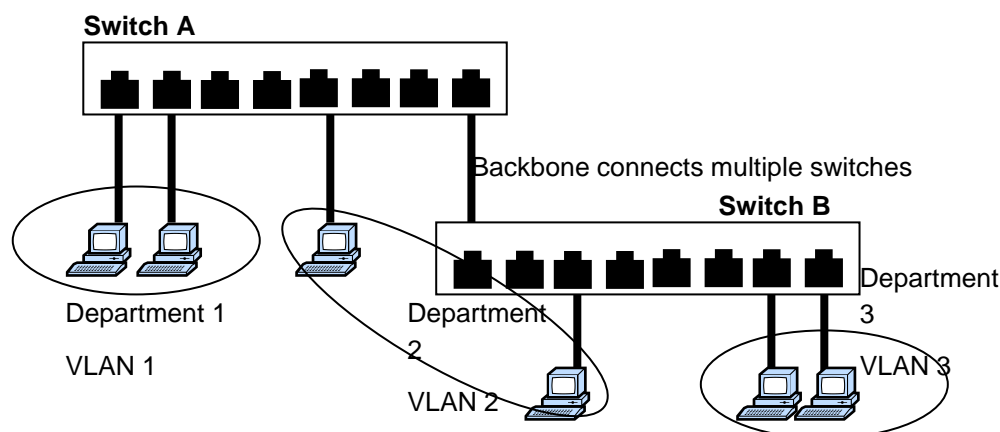 Switch A
Backbone connects multiple switches
Switch B
Department 1
VLAN 1
Department
2
VLAN 2
Department
3
VLAN 3